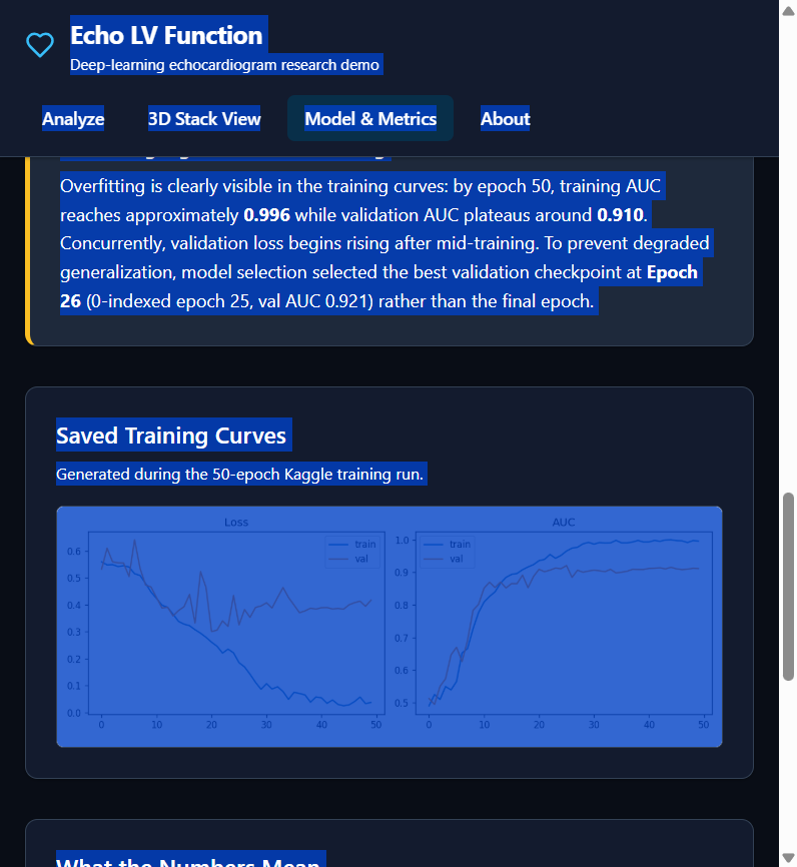 Echo LV Function
Deep-learning echocardiogram research demo
Analyze
3D Stack View
Model & Metrics
About
Overfitting is clearly visible in the training curves: by epoch 50, training AUC
reaches approximately 0.996 while validation AUC plateaus around 0.910.
Concurrently, validation loss begins rising after mid-training. To prevent degraded
generalization, model selection selected the best validation checkpoint at Epoch
26 (0-indexed epoch 25, val AUC 0.921) rather than the final epoch.
Saved Training Curves
Generated during the 50-epoch Kaggle training run.
Loss
train
val
0.6
0.5
0.4
0.3
0.2
0.1
0.0
0
10
20
30
40
50
AUC
train
val
1.0
0.9
0.8
0.7
0.6
0.5
0
10
20
30
40
50
What the Numbers Mean